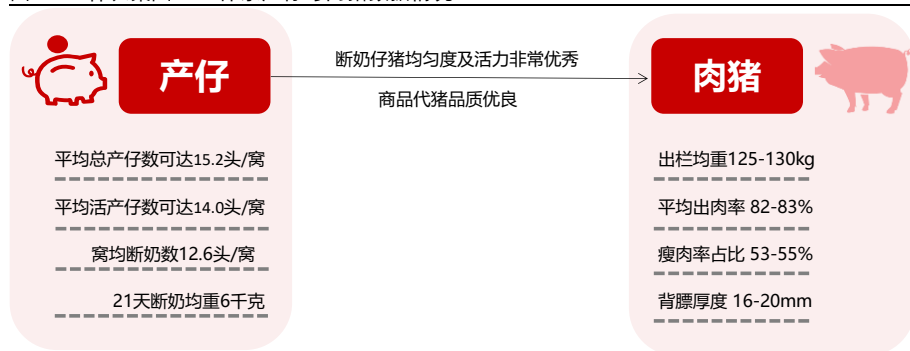 产仔
断奶仔猪均匀度及活力非常优秀
商品代猪品质优良
肉猪
平均总产仔数可达15.2头/窝
平均活产仔数可达14.0头/窝
窝均断奶数12.6头/窝
21天断奶均重6千克
出栏均重125-130kg
平均出肉率 82-83%
瘦肉率占比 53-55%
背膘厚度 16-20mm